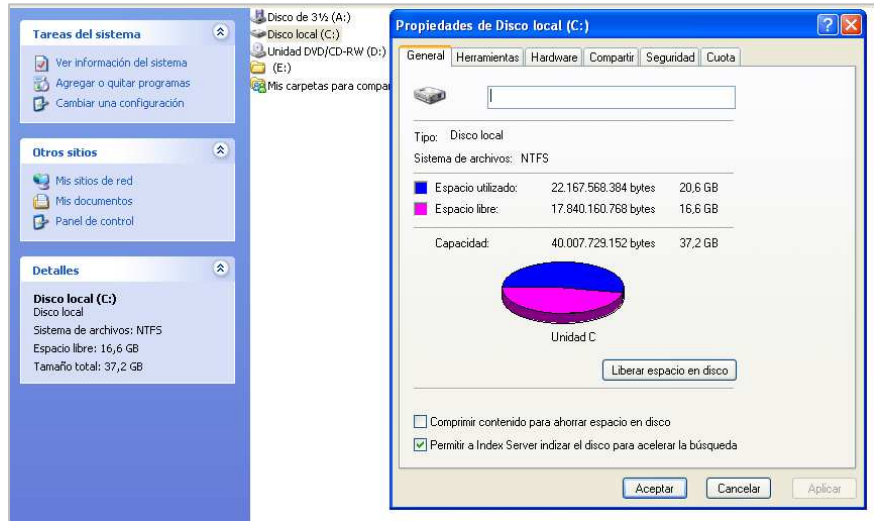 Tareas del sistema
Ver información del sistema
Agregar o quitar programas
Cambiar una configuración
Otros sitios
Mis sitios de red
Mis documentos
Panel de control
Detalles
Disco local (C:)
Disco local
Sistema de archivos: NTFS
Espacio libre: 16,6 GB
Tamaño total: 37,2 GB
Disco de 3½ (A:)
Disco local (C:)
Unidad DVD/CD-RW (D:)
(E:)
Mis carpetas para compar
Propiedades de Disco local (C:)
General Herramientas Hardware Compartir Seguridad Cuota
Tipo: Disco local
Sistema de archivos: NTFS
Espacio utilizado: 22.167.568.384 bytes 20,6 GB
Espacio libre: 17.840.160.768 bytes 16,6 GB
Capacidad: 40.007.729.152 bytes 37,2 GB
Unidad C
Liberar espacio en disco
Comprimir contenido para ahorrar espacio en disco
Permitir a Index Server indizar el disco para acelerar la búsqueda
Aceptar Cancelar Aplicar